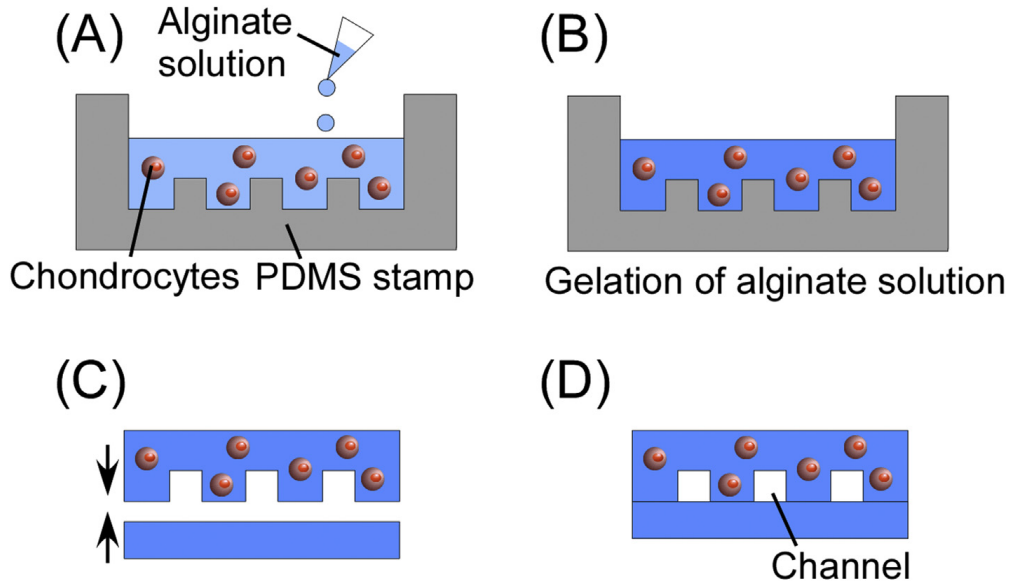 (A)
Alginate
solution
Chondrocytes
PDMS stamp
(B)
Gelation of alginate solution
(C)
(D)
Channel